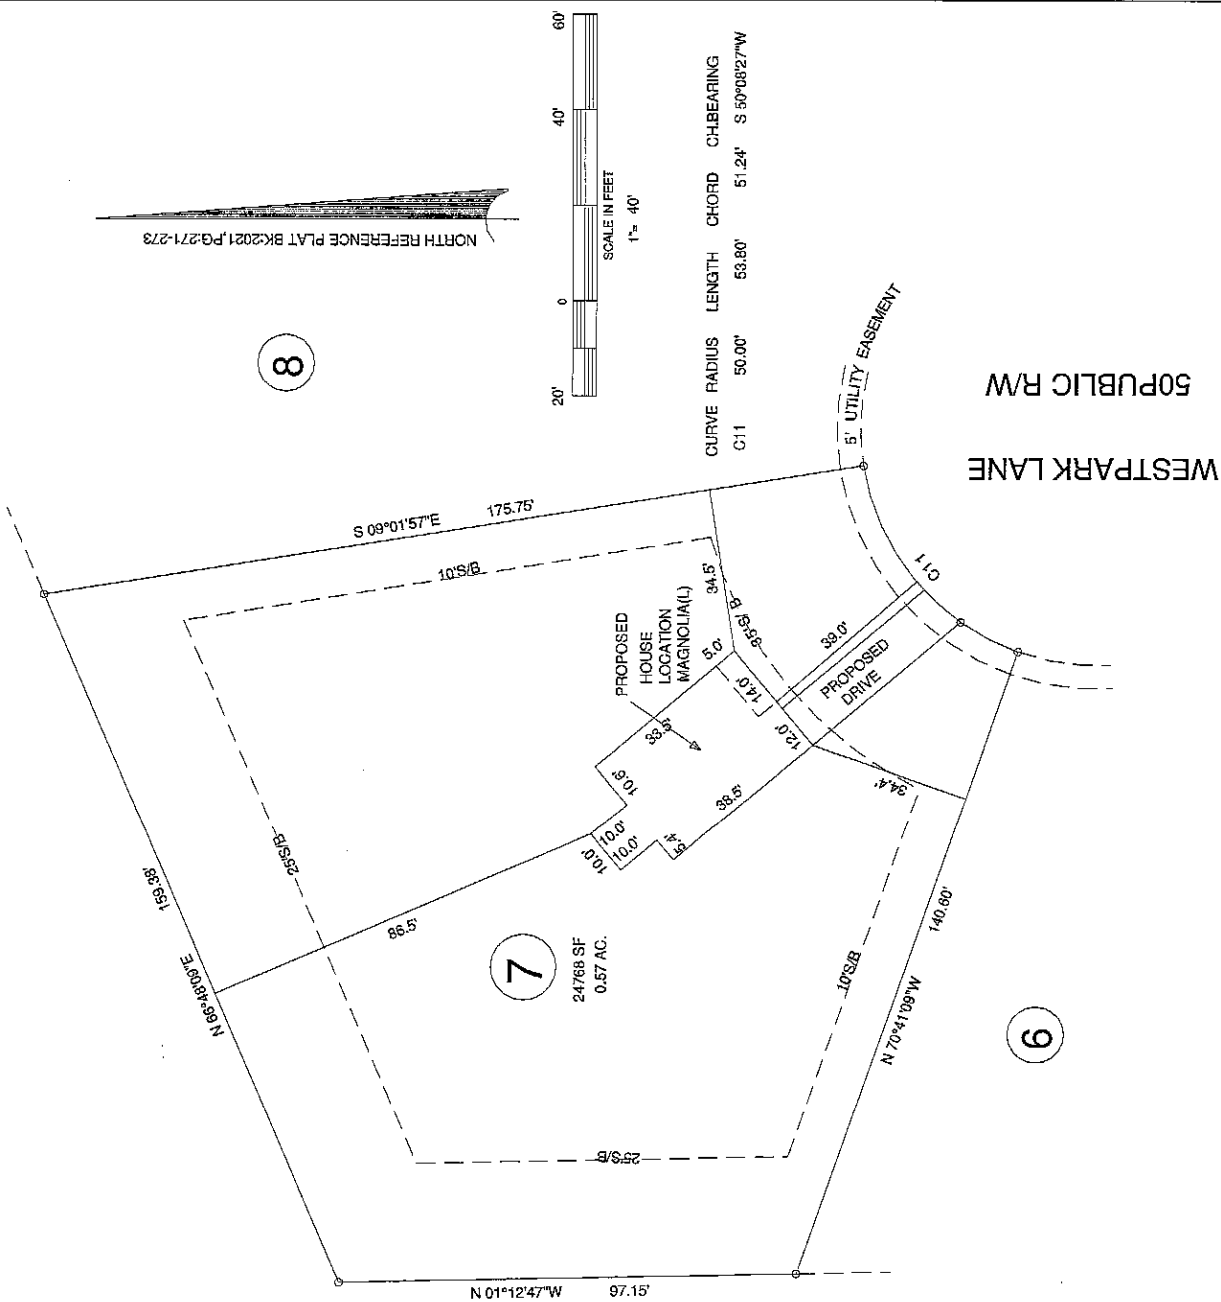 60'
40'
0
20'
SCALE IN FEET
1"= 40'
NORTH REFERENCE PLAT BK:2021,PG:271-273
8
CURVE RADIUS LENGTH CHORD CH.BEARING
C11 50.00' 53.80' 51.24' S 50°08'27"W
5' UTILITY EASEMENT
50PUBLIC R/W
WESTPARK LANE
S 09°01'57"E 175.75'
10'S/B
N 66°48'09"E 159.38'
25'S/B
PROPOSED
HOUSE
LOCATION
MAGNOLIA(L)
34.5'
35'S/ B
5.0'
14.0'
12.0'
33.5'
10.6'
10.0'
10.0'
10.0'
5.4'
38.5'
39.0'
PROPOSED
DRIVE
C11
34.4'
86.5'
7
24768 SF
0.57 AC.
10'S/B
N 70°41'09"W 140.60'
25'S/B
N 01°12'47"W 97.15'